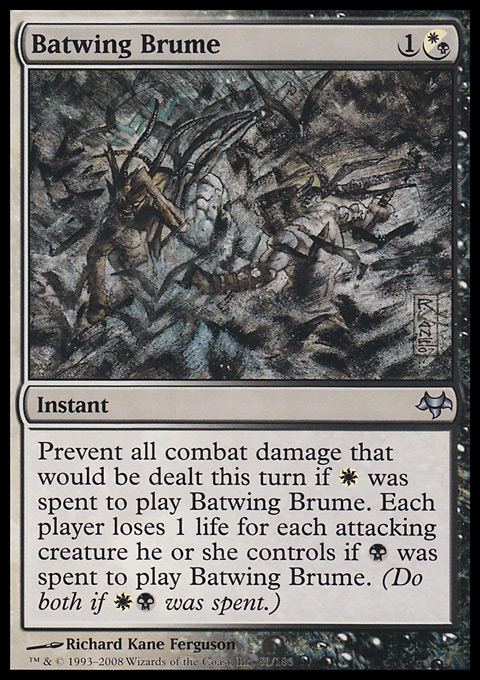 Batwing Brume 1
Instant
Prevent all combat damage that
would be dealt this turn if was
spent to play Batwing Brume. Each
player loses 1 life for each attacking
creature he or she controls if was
spent to play Batwing Brume. (Do
both if was spent.)
Richard Kane Ferguson
™ & © 1993–2008 Wizards of the Coast, Inc. /180